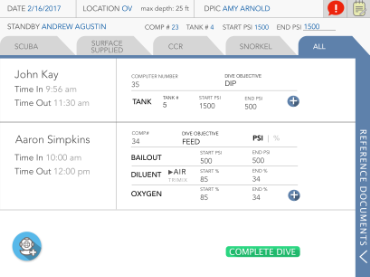 DATE 2/16/2017 LOCATION OV max depth: 25 ft DPIC AMY ARNOLD
STANDBY ANDREW AGUSTIN COMP # 23 TANK # 4 START PSI 1500 END PSI 1500
SCUBA SURFACE SUPPLIED CCR SNORKEL ALL
John Kay
Time In 9:56 am
Time Out 11:30 am
COMPUTER NUMBER DIVE OBJECTIVE
35 DIP
TANK TANK # START PSI END PSI
5 1500 500
Aaron Simpkins
Time In 10:00 am
Time Out 12:00 pm
COMP# DIVE OBJECTIVE PSI | %
34 FEED
BAILOUT START PSI END PSI
500 500
DILUENT ▶AIR START % END %
TRIMIX 85 34
OXYGEN START % END %
85 34
COMPLETE DIVE
REFERENCE DOCUMENTS